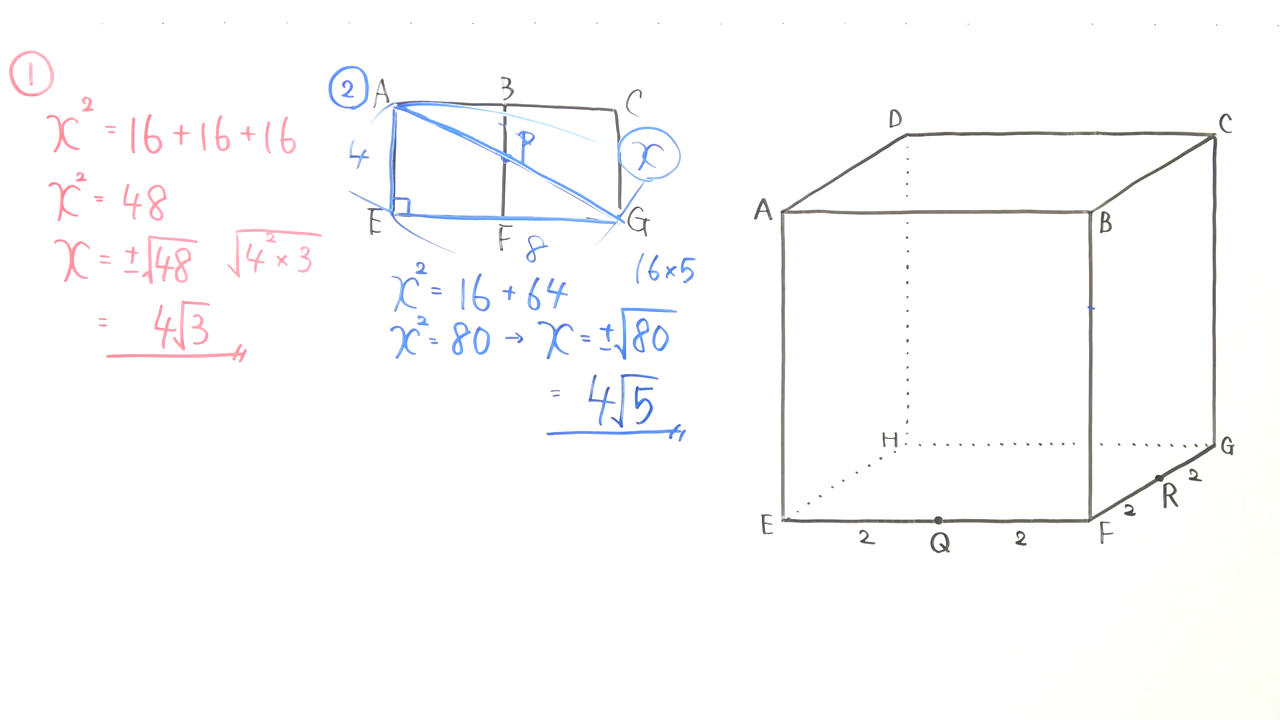 ①
x² = 16 + 16 + 16
x² = 48
x = ±√48 √4² × 3
= 4√3
②
A B C
4 P x
E F G
8
x² = 16 + 64 16 × 5
x² = 80 → x = ±√80
= 4√5
D C
A B
H G
R 2
2
E 2 Q 2 F